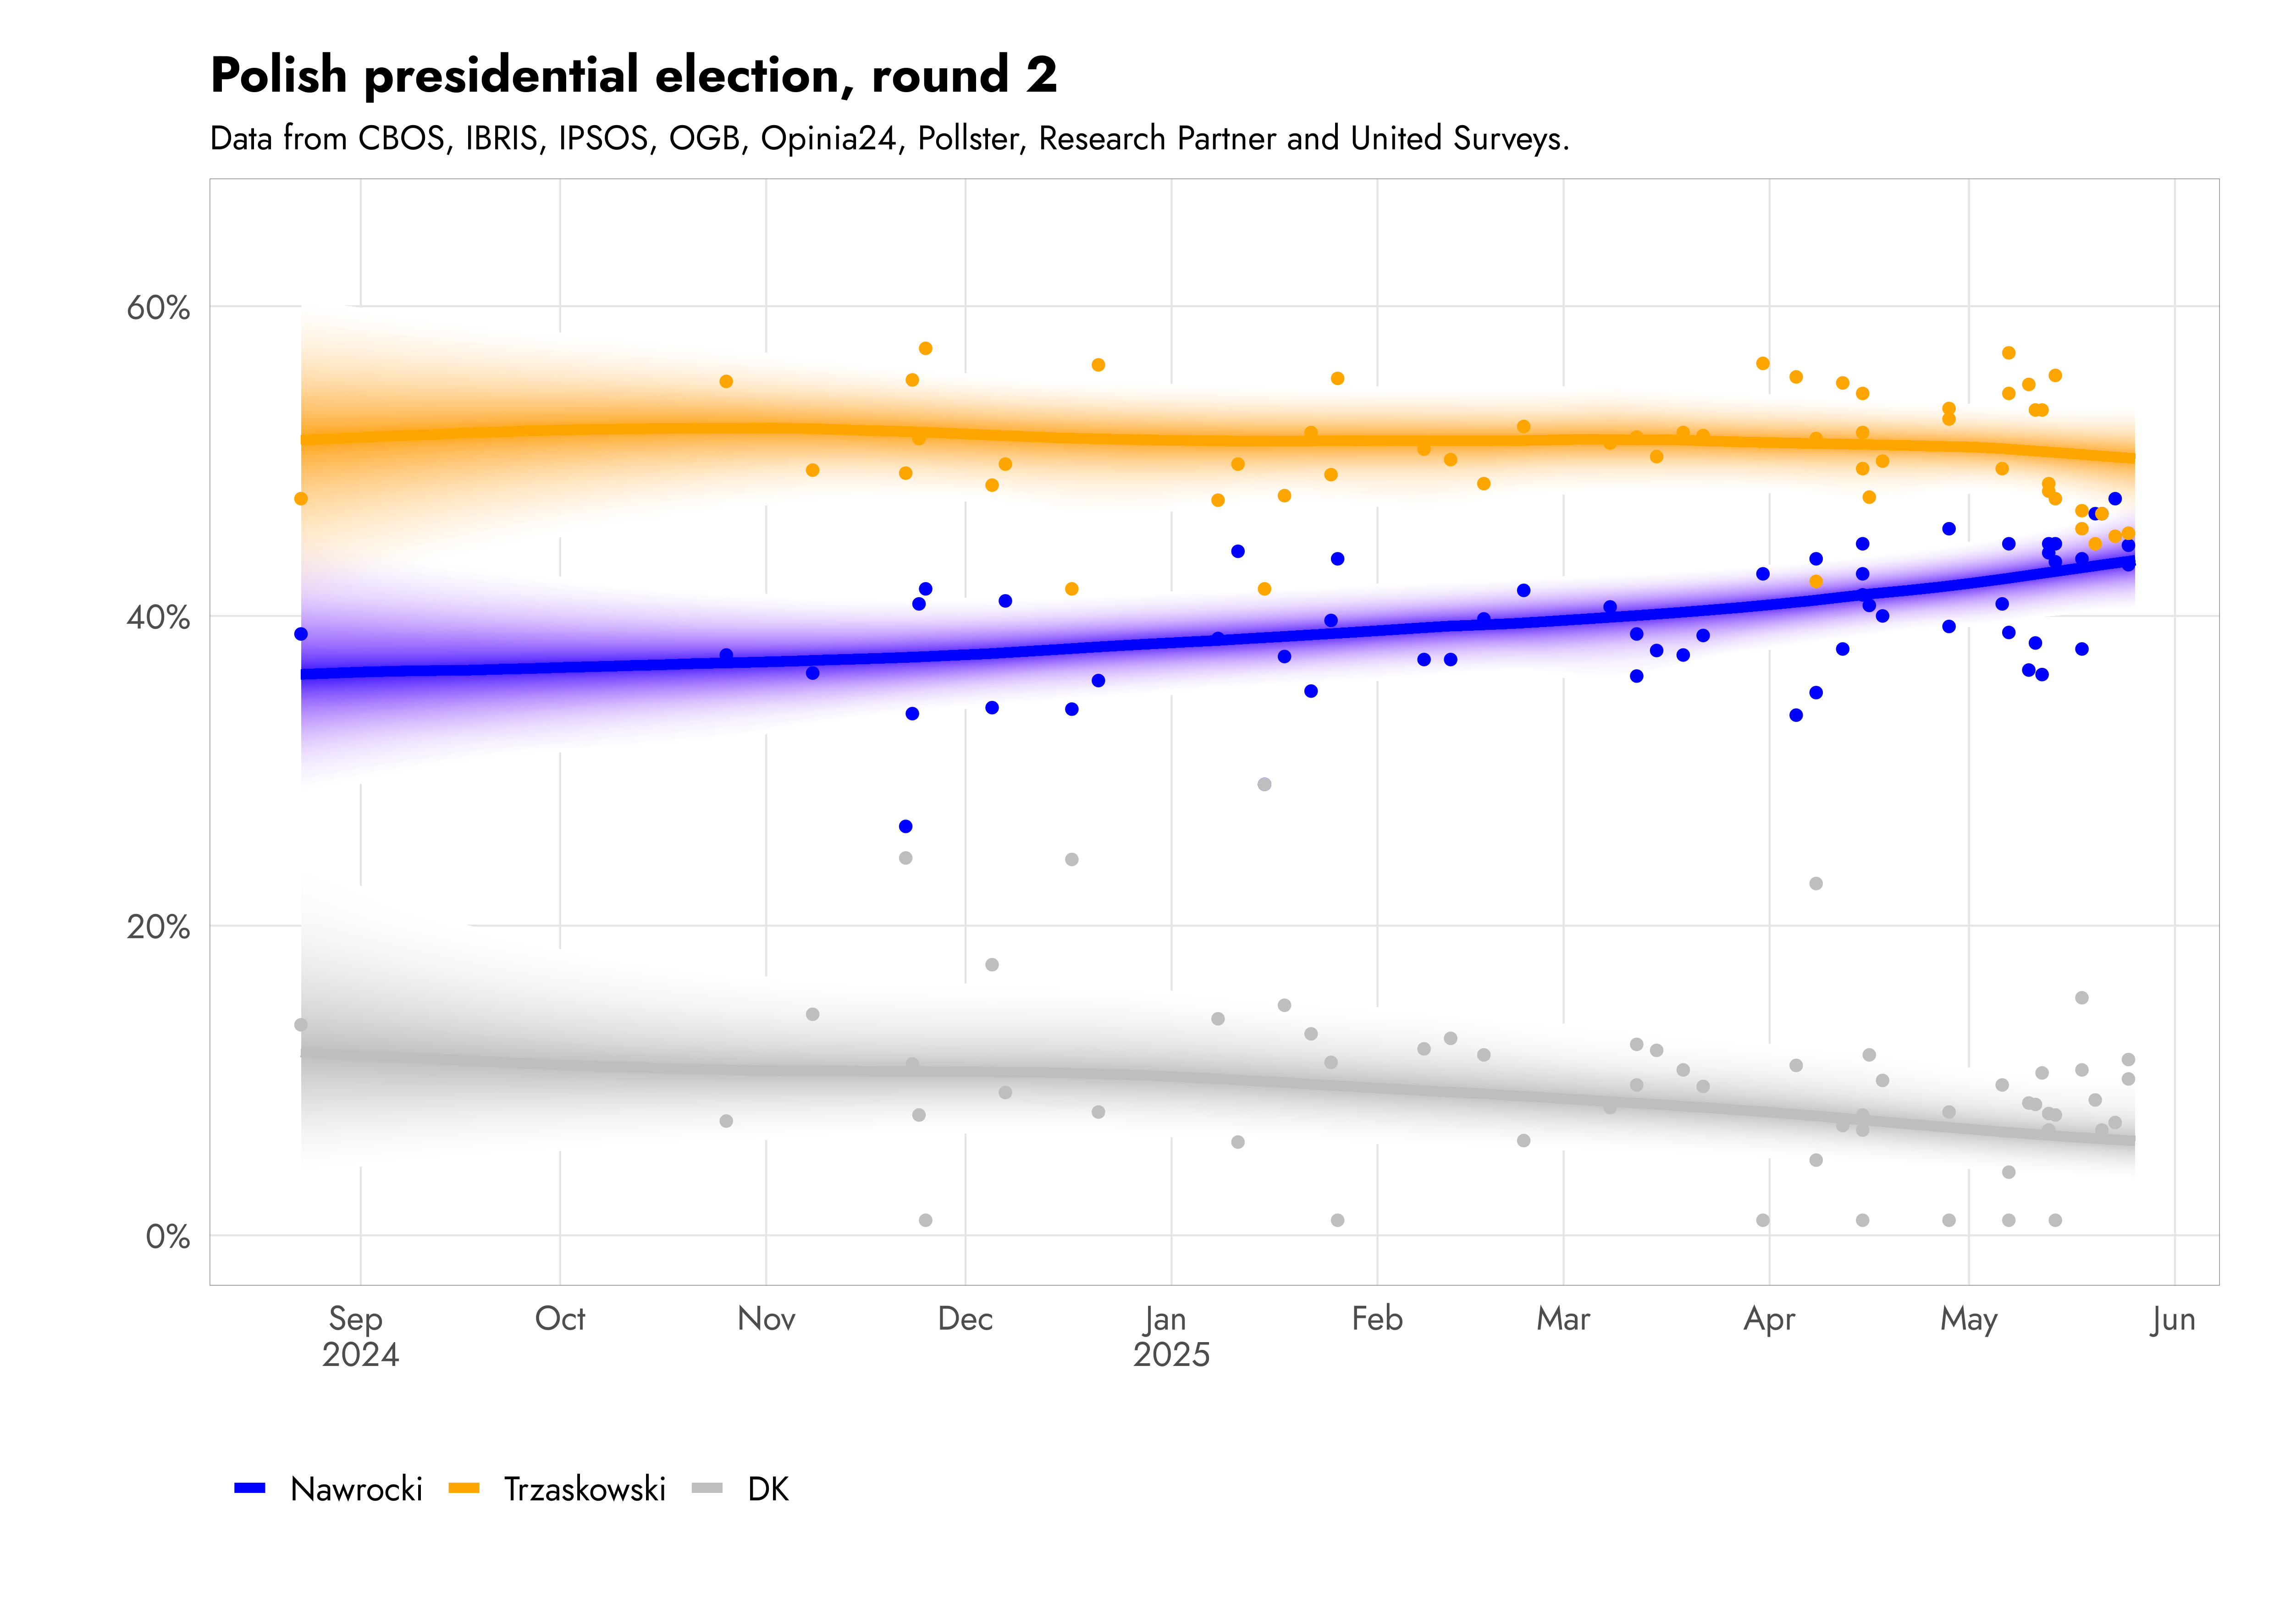 Polish presidential election, round 2
Data from CBOS, IBRIS, IPSOS, OGB, Opinia24, Pollster, Research Partner and United Surveys.
60%
40%
20%
0%
Sep Oct Nov Dec Jan Feb Mar Apr May Jun
2024 2025
Nawrocki Trzaskowski DK